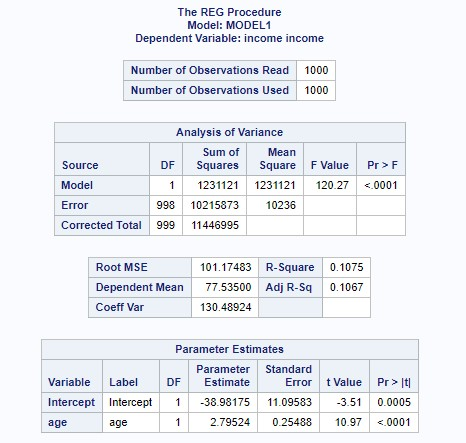 The REG Procedure
Model: MODEL1
Dependent Variable: income income
Number of Observations Read 1000
Number of Observations Used 1000
Analysis of Variance
Source DF Sum of Squares Mean Square F Value Pr > F
Model 1 1231121 1231121 120.27 <.0001
Error 998 10215873 10236
Corrected Total 999 11446995
Root MSE 101.17483 R-Square 0.1075
Dependent Mean 77.53500 Adj R-Sq 0.1067
Coeff Var 130.48924
Parameter Estimates
Variable Label DF Parameter Estimate Standard Error t Value Pr > |t|
Intercept Intercept 1 -38.98175 11.09583 -3.51 0.0005
age age 1 2.79524 0.25488 10.97 <.0001